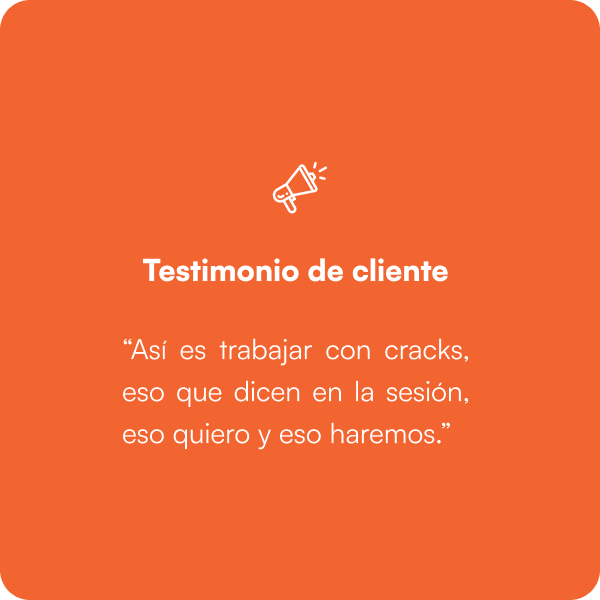 Testimonio de cliente
“Así es trabajar con cracks,
eso que dicen en la sesión,
eso quiero y eso haremos.”